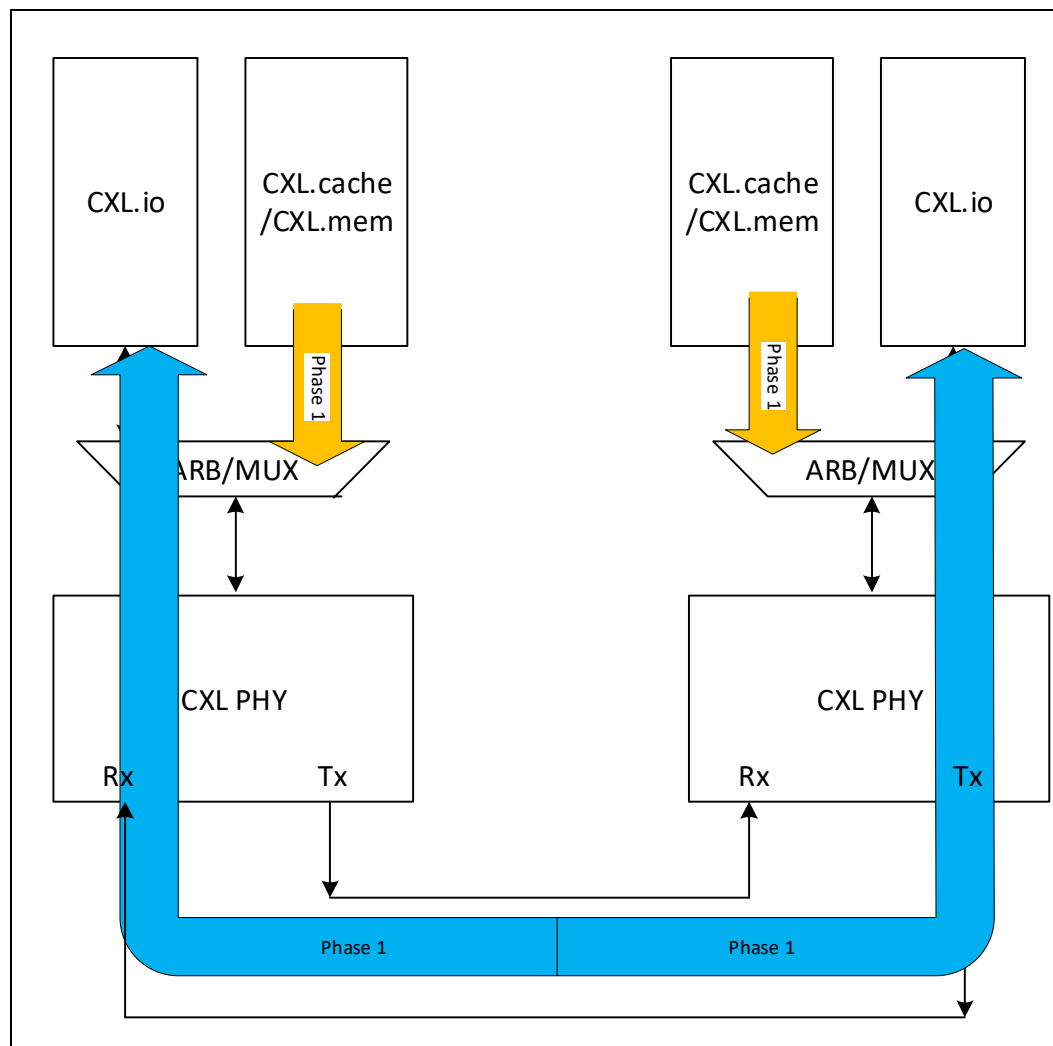 CXL.io
CXL.cache
/CXL.mem
CXL.cache
/CXL.mem
CXL.io
Phase 1
Phase 1
ARB/MUX
ARB/MUX
CXL PHY
CXL PHY
Rx
Tx
Rx
Tx
Phase 1
Phase 1